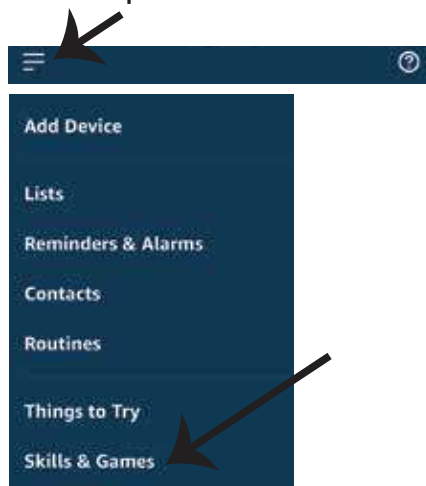 ?
Add Device
Lists
Reminders & Alarms
Contacts
Routines
Things to Try
Skills & Games